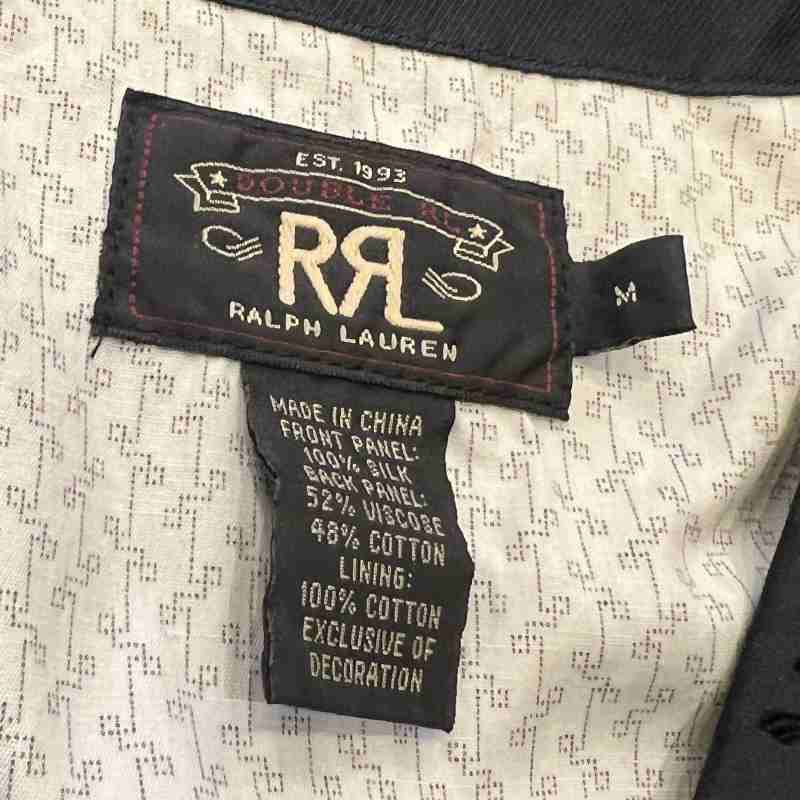 EST. 1993
DOUBLE RL
RRL
RALPH LAUREN
M
MADE IN CHINA
FRONT PANEL:
100% SILK
BACK PANEL:
52% VISCOSE
48% COTTON
LINING:
100% COTTON
EXCLUSIVE OF
DECORATION